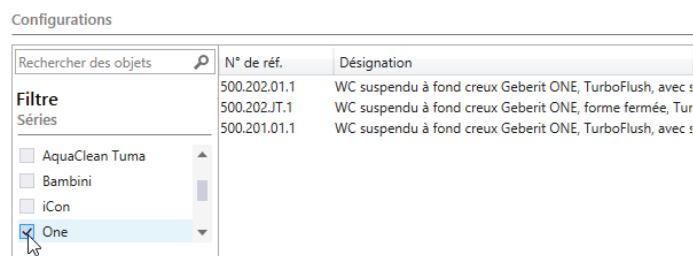 Configurations
Rechercher des objets
Filtre
Séries
AquaClean Tuma
Bambini
iCon
One
N° de réf. Désignation
500.202.01.1 WC suspendu à fond creux Geberit ONE, TurboFlush, avec s
500.202.JT.1 WC suspendu à fond creux Geberit ONE, forme fermée, Tur
500.201.01.1 WC suspendu à fond creux Geberit ONE, TurboFlush, avec s